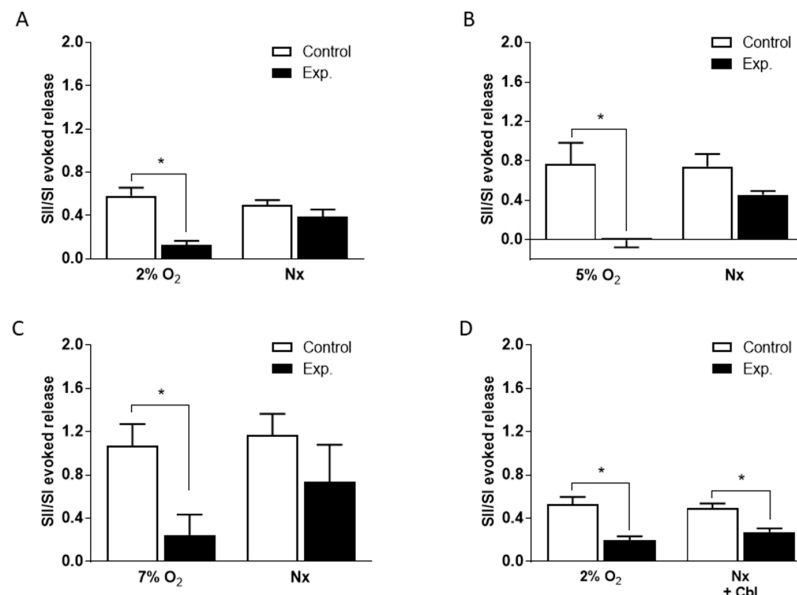 A
SII/SI evoked release
2.0
1.6
1.2
0.8
0.4
0.0
Control
Exp.
*
2% O₂
Nx
B
SII/SI evoked release
2.0
1.6
1.2
0.8
0.4
0.0
Control
Exp.
*
5% O₂
Nx
C
SII/SI evoked release
2.0
1.6
1.2
0.8
0.4
0.0
Control
Exp.
*
7% O₂
Nx
D
SII/SI evoked release
2.0
1.6
1.2
0.8
0.4
0.0
Control
Exp.
*
*
2% O₂
Nx
+ Cbl